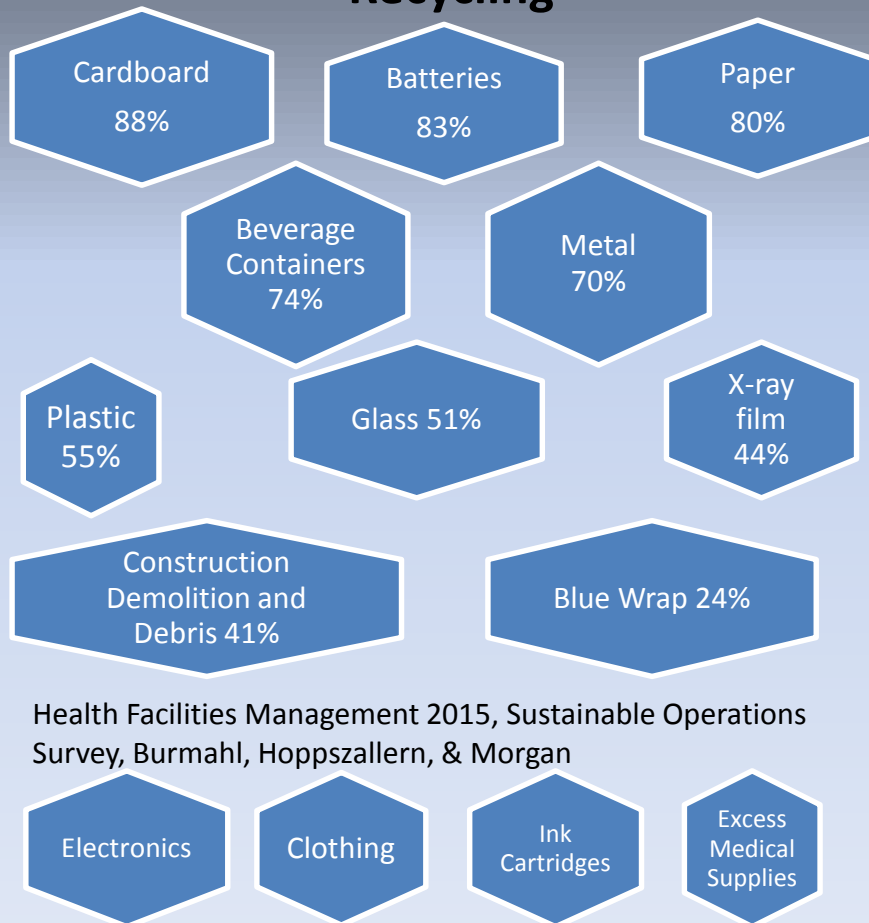 Recycling
Cardboard
88%
Batteries
83%
Paper
80%
Beverage
Containers
74%
Metal
70%
Plastic
55%
Glass 51%
X-ray
film
44%
Construction
Demolition and
Debris 41%
Blue Wrap 24%
Health Facilities Management 2015, Sustainable Operations
Survey, Burmahl, Hoppszallern, & Morgan
Electronics
Clothing
Ink
Cartridges
Excess
Medical
Supplies